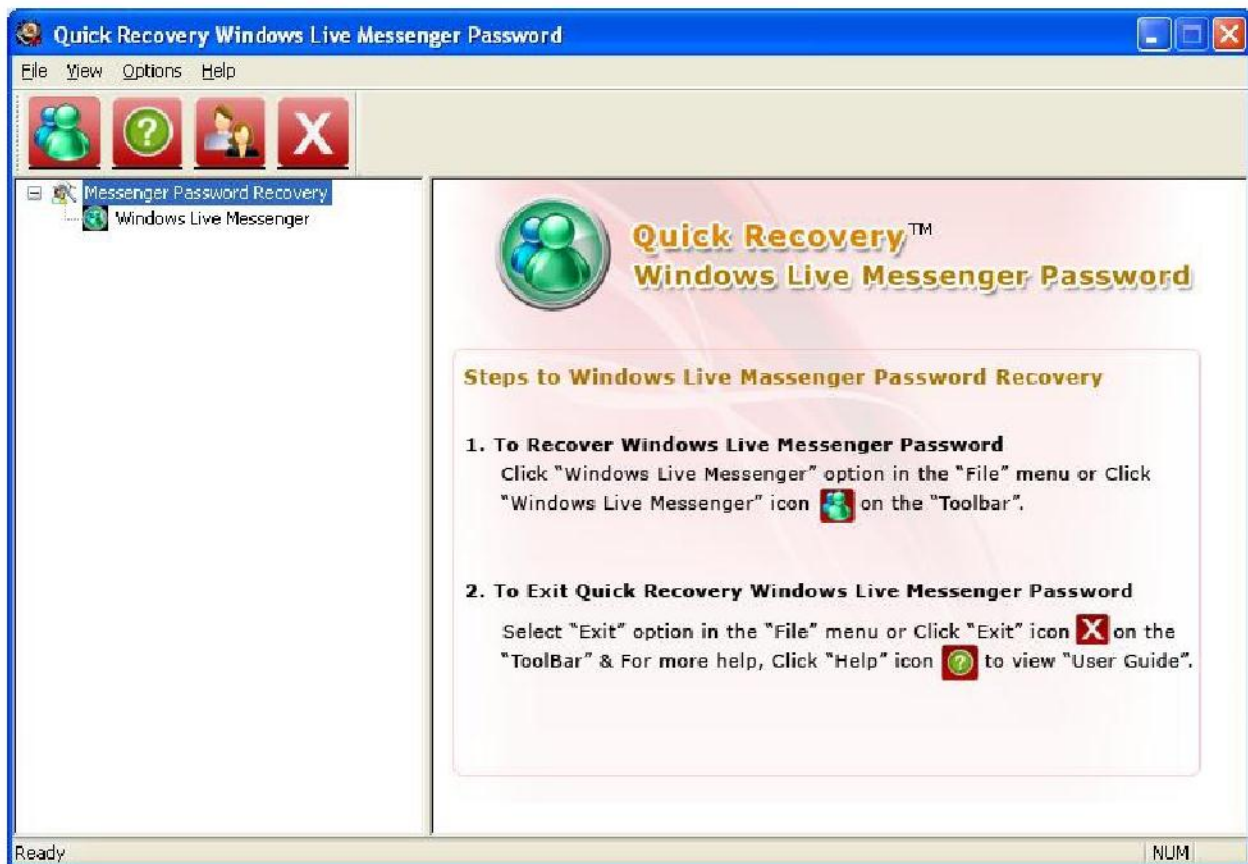 Quick Recovery Windows Live Messenger Password
File View Options Help
Messenger Password Recovery
Windows Live Messenger
Quick Recovery™
Windows Live Messenger Password
Steps to Windows Live Massenger Password Recovery
1. To Recover Windows Live Messenger Password
Click “Windows Live Messenger” option in the “File” menu or Click
“Windows Live Messenger” icon on the “Toolbar”.
2. To Exit Quick Recovery Windows Live Messenger Password
Select “Exit” option in the “File” menu or Click “Exit” icon X on the
“ToolBar” & For more help, Click “Help” icon ? to view “User Guide”.
Ready NUM